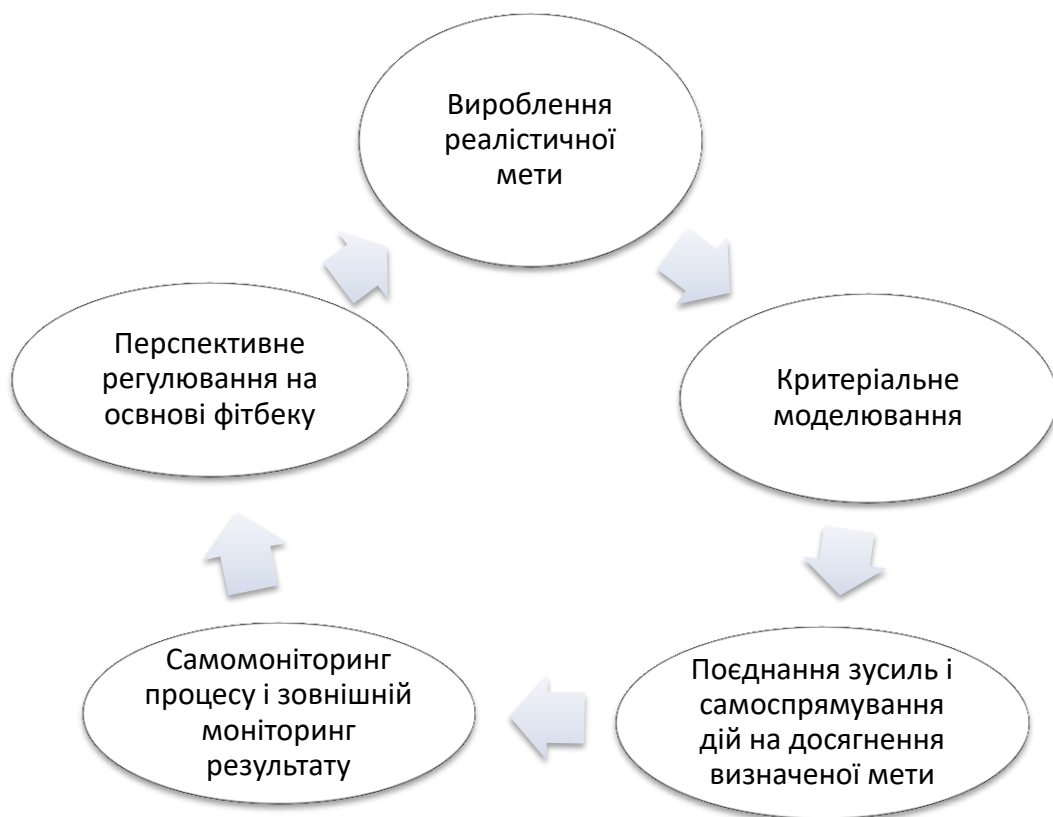 Вироблення
реалістичної
мети
Критеріальне
моделювання
Поєднання зусиль і
самоспрямування
дій на досягнення
визначеної мети
Самомоніторинг
процесу і зовнішній
моніторинг
результату
Перспективне
регулювання на
освнові фітбеку